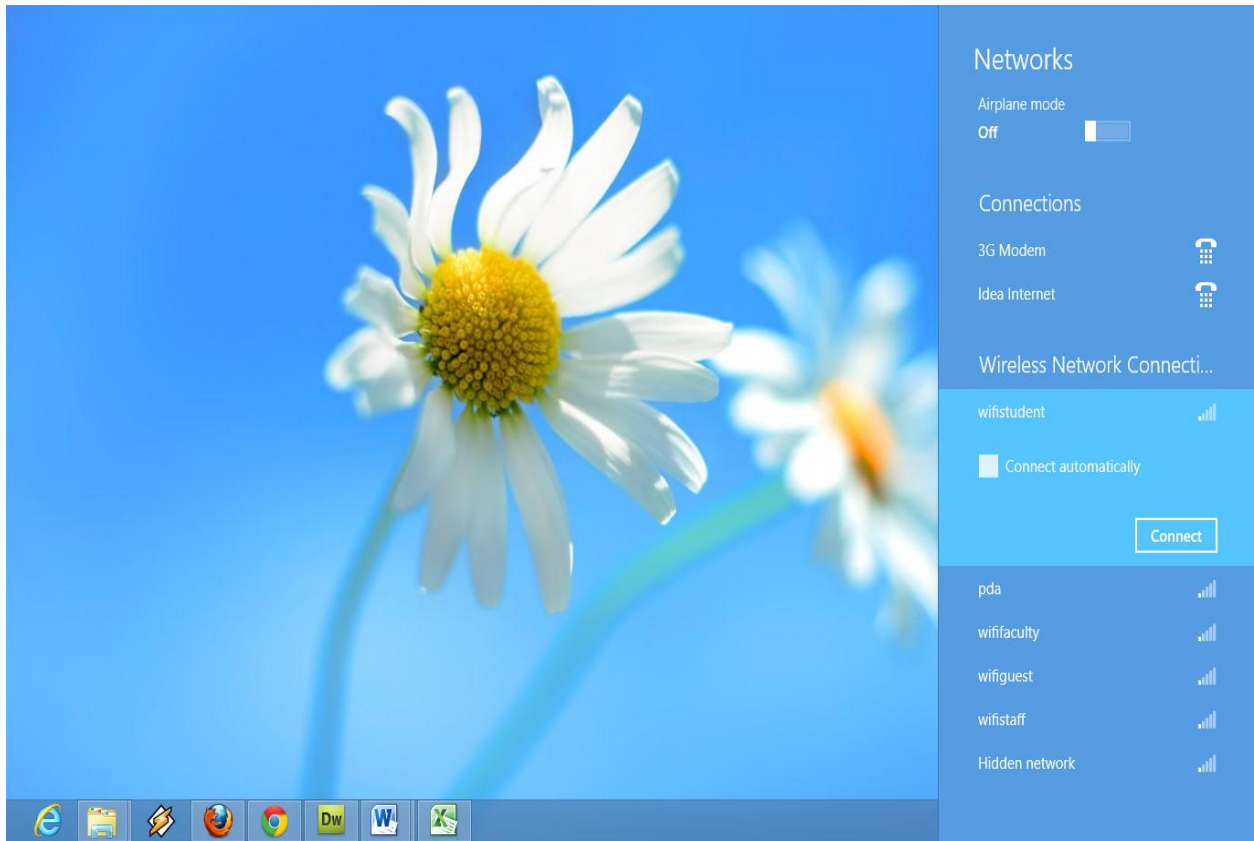 Networks
Airplane mode
Off
Connections
3G Modem
Idea Internet
Wireless Network Connecti...
wifistudent
Connect automatically
Connect
pda
wififaculty
wifiguest
wifistaff
Hidden network
Dw
W
X